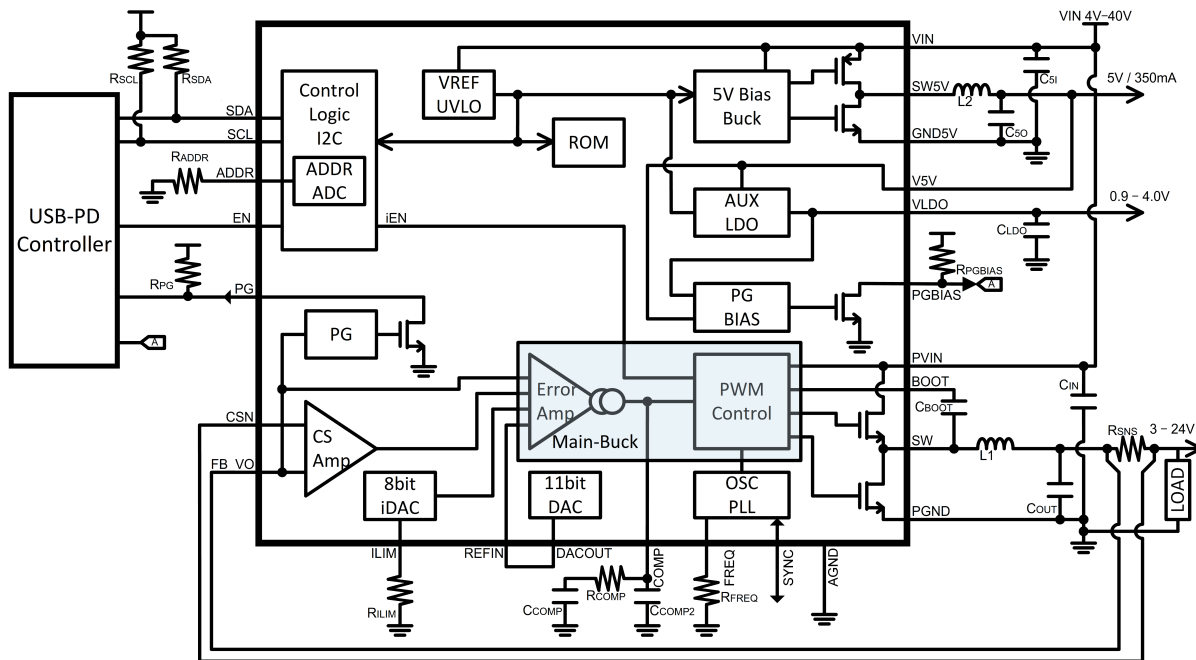 VIN 4V–40V
RSCL
RSDA
USB-PD
Controller
SDA
SCL
RADDR
ADDR
EN
RPG
PG
A
CSN
FB_VO
Control
Logic
I2C
ADDR
ADC
iEN
VREF
UVLO
ROM
5V Bias
Buck
AUX
LDO
PG
BIAS
PG
CS
Amp
Error
Amp
Main-Buck
PWM
Control
8bit
iDAC
11bit
DAC
OSC
PLL
VIN
SW5V
GND5V
V5V
VLDO
PGBIAS
PVIN
BOOT
SW
PGND
L2
C5I
C5O
5V / 350mA
0.9 – 4.0V
CLDO
RPGBIAS
A
CIN
CBOOT
L1
RSNS
3 – 24V
COUT
LOAD
ILIM
REFIN
DACOUT
COMP
FREQ
SYNC
AGND
RILIM
CCOMP
RCOMP
CCOMP2
RFREQ